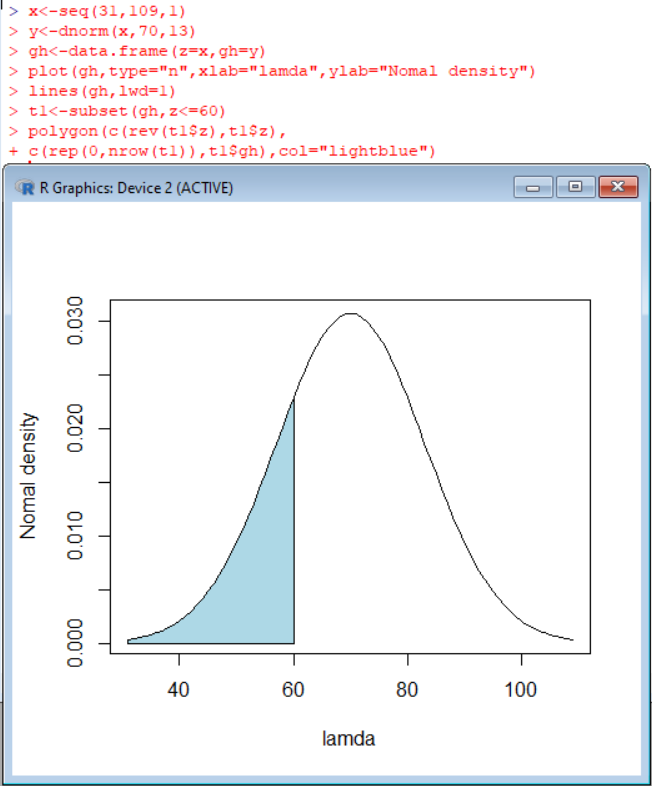 > x<-seq(31,109,1)
> y<-dnorm(x,70,13)
> gh<-data.frame(z=x,gh=y)
> plot(gh,type="n",xlab="lamda",ylab="Nomal density")
> lines(gh,lwd=1)
> t1<-subset(gh,z<=60)
> polygon(c(rev(t1$z),t1$z),
+ c(rep(0,nrow(t1)),t1$gh),col="lightblue")
R Graphics: Device 2 (ACTIVE)
0.030
0.020
0.010
0.000
Nomal density
40 60 80 100
lamda